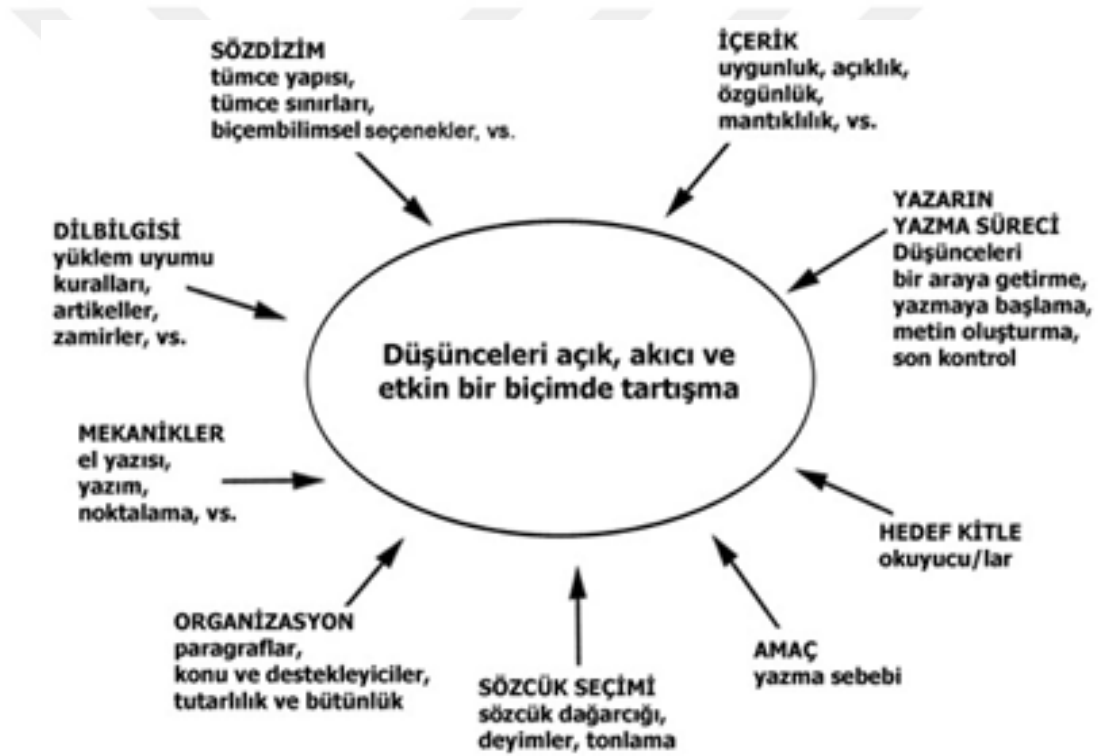 SÖZDİZİM
tümce yapısı,
tümce sınırları,
biçembilimsel seçenekler, vs.
İÇERİK
uygunluk, açıklık,
özgünlük,
mantıklılık, vs.
YAZARIN
YAZMA SÜRECİ
Düşünceleri
bir araya getirme,
yazmaya başlama,
metin oluşturma,
son kontrol
DİLBİLGİSİ
yüklem uyumu
kuralları,
artikeller,
zamirler, vs.
Düşünceleri açık, akıcı ve
etkin bir biçimde tartışma
MEKANİKLER
el yazısı,
yazım,
noktalama, vs.
HEDEF KİTLE
okuyucu/lar
ORGANİZASYON
paragraflar,
konu ve destekleyiciler,
tutarlılık ve bütünlük
SÖZCÜK SEÇİMİ
sözcük dağarcığı,
deyimler, tonlama
AMAÇ
yazma sebebi